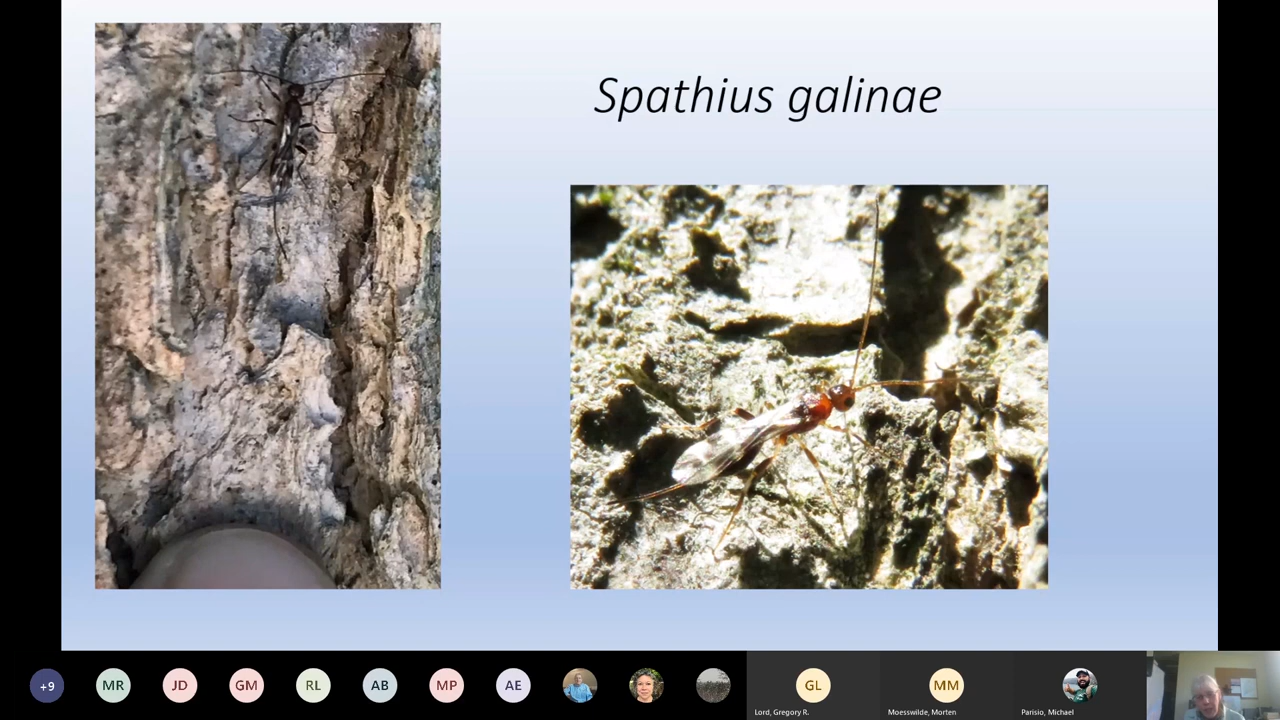 Spathius galinae
+9
MR
JD
GM
RL
AB
MP
AE
GL
MM
Lord, Gregory R.
Moesswilde, Morten
Parisio, Michael